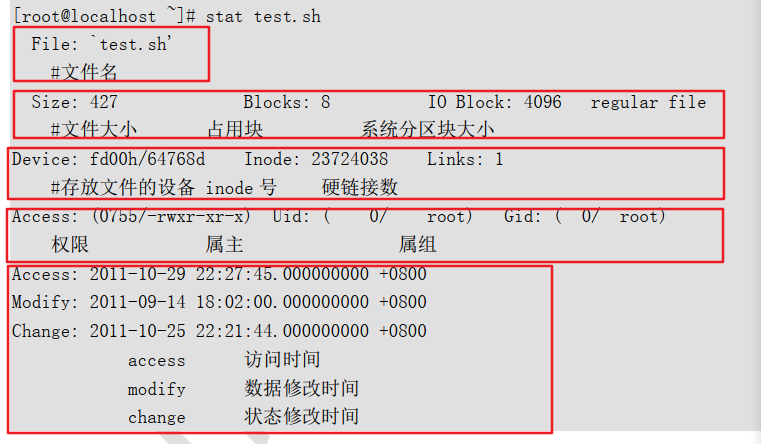 [root@localhost ~]# stat test.sh
File: `test.sh'
#文件名
Size: 427 Blocks: 8 IO Block: 4096 regular file
#文件大小 占用块 系统分区块大小
Device: fd00h/64768d Inode: 23724038 Links: 1
#存放文件的设备 inode 号 硬链接数
Access: (0755/-rwxr-xr-x) Uid: ( 0/ root) Gid: ( 0/ root)
权限 属主 属组
Access: 2011-10-29 22:27:45.000000000 +0800
Modify: 2011-09-14 18:02:00.000000000 +0800
Change: 2011-10-25 22:21:44.000000000 +0800
access 访问时间
modify 数据修改时间
change 状态修改时间